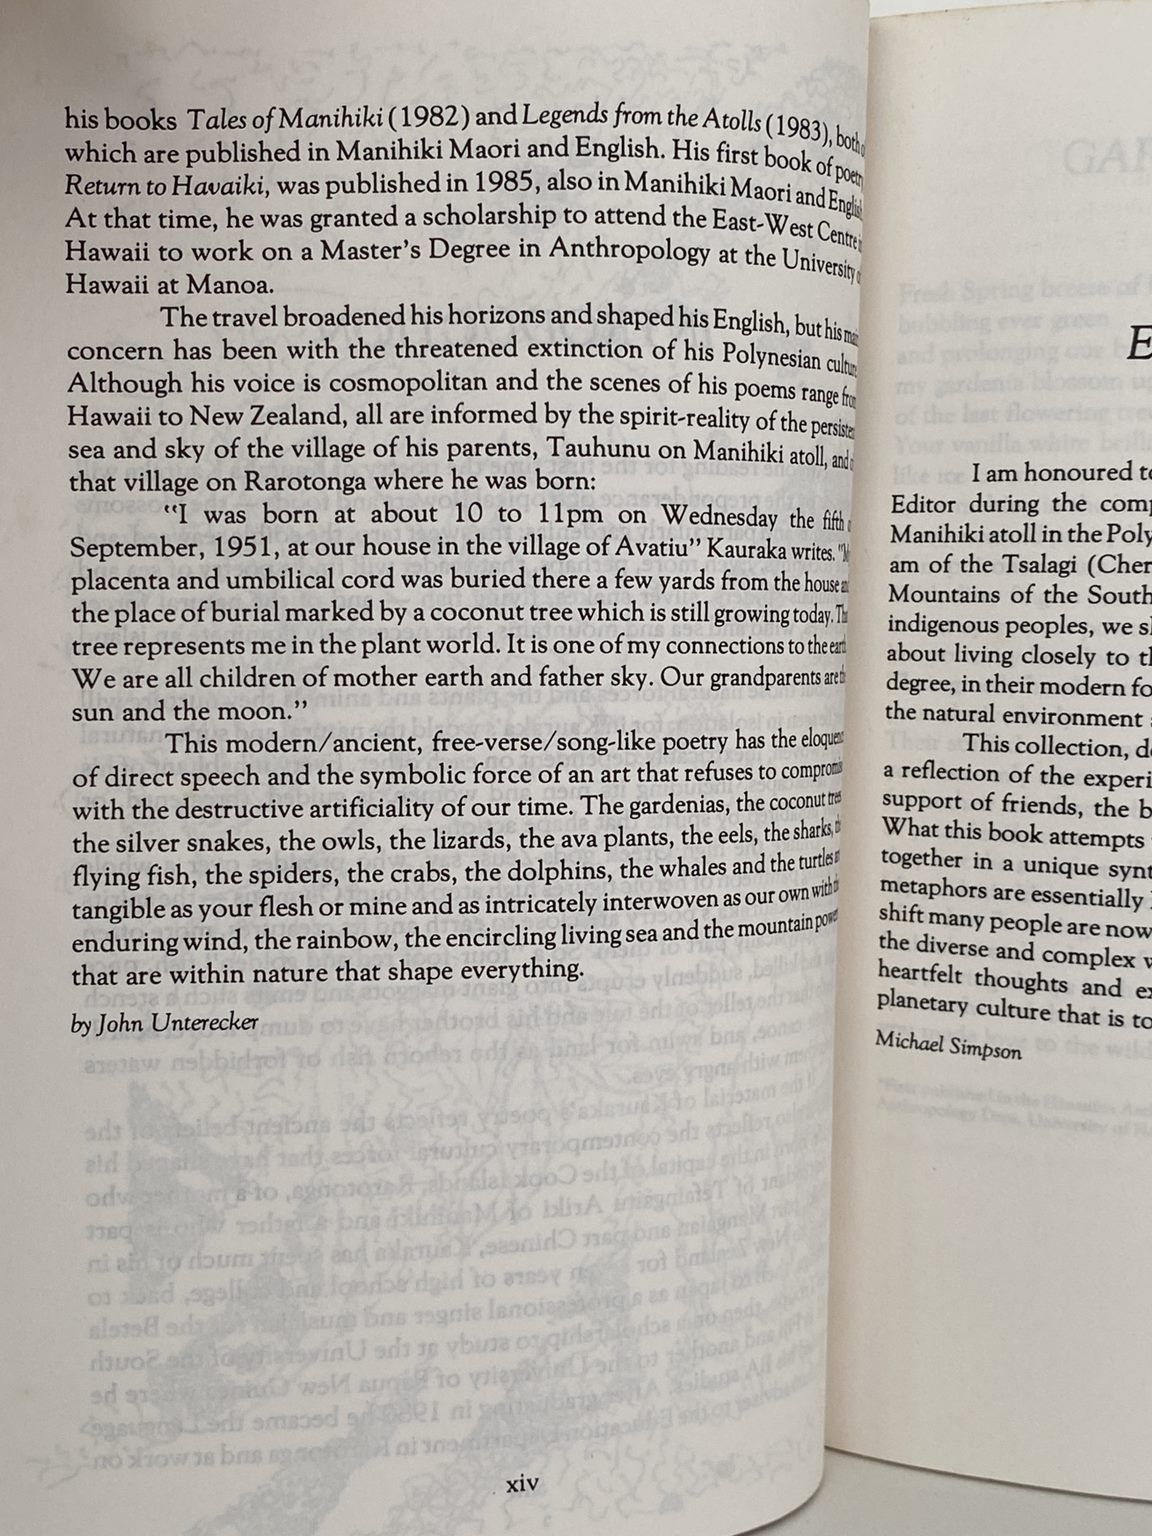 his books Tales of Manihiki (1982) and Legends from the Atolls (1983), both
which are published in Manihiki Maori and English. His first book of poetry
Return to Havaiki, was published in 1985, also in Manihiki Maori and English
At that time, he was granted a scholarship to attend the East-West Centre
Hawaii to work on a Master's Degree in Anthropology at the University
Hawaii at Manoa.
The travel broadened his horizons and shaped his English, but his
concern has been with the threatened extinction of his Polynesian
Although his voice is cosmopolitan and the scenes of his poems range
Hawaii to New Zealand, all are informed by the spirit-reality of the
sea and sky of the village of his parents, Tauhunu on Manihiki atoll, and
that village on Rarotonga where he was born:
"I was born at about 10 to 11pm on Wednesday the fifth
September, 1951, at our house in the village of Avatiu" Kauraka writes.
placenta and umbilical cord was buried there a few yards from the house
the place of burial marked by a coconut tree which is still growing today.
tree represents me in the plant world. It is one of my connections to the
We are all children of mother earth and father sky. Our grandparents are
sun and the moon."
This modern/ancient, free-verse/song-like poetry has the
of direct speech and the symbolic force of an art that refuses to
with the destructive artificiality of our time. The gardenias, the coconut
the silver snakes, the owls, the lizards, the ava plants, the eels, the sharks,
flying fish, the spiders, the crabs, the dolphins, the whales and the turtles
tangible as your flesh or mine and as intricately interwoven as our own with
enduring wind, the rainbow, the encircling living sea and the mountain
that are within nature that shape everything.
by John Unterecker
xiv
E
I am honoured to
Editor during the
Manihiki atoll in the
am of the Tsalagi
Mountains of the South
indigenous peoples, we
about living closely to
degree, in their modern
the natural environment
This collection,
a reflection of the
support of friends, the
What this book attempts
together in a unique
metaphors are essentially
shift many people are now
the diverse and complex
heartfelt thoughts and
planetary culture that is to
Michael Simpson